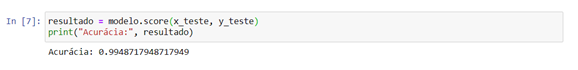 In [7]: resultado = modelo.score(x_teste, y_teste)
print("Acurácia:", resultado)
Acurácia: 0.9948717948717949